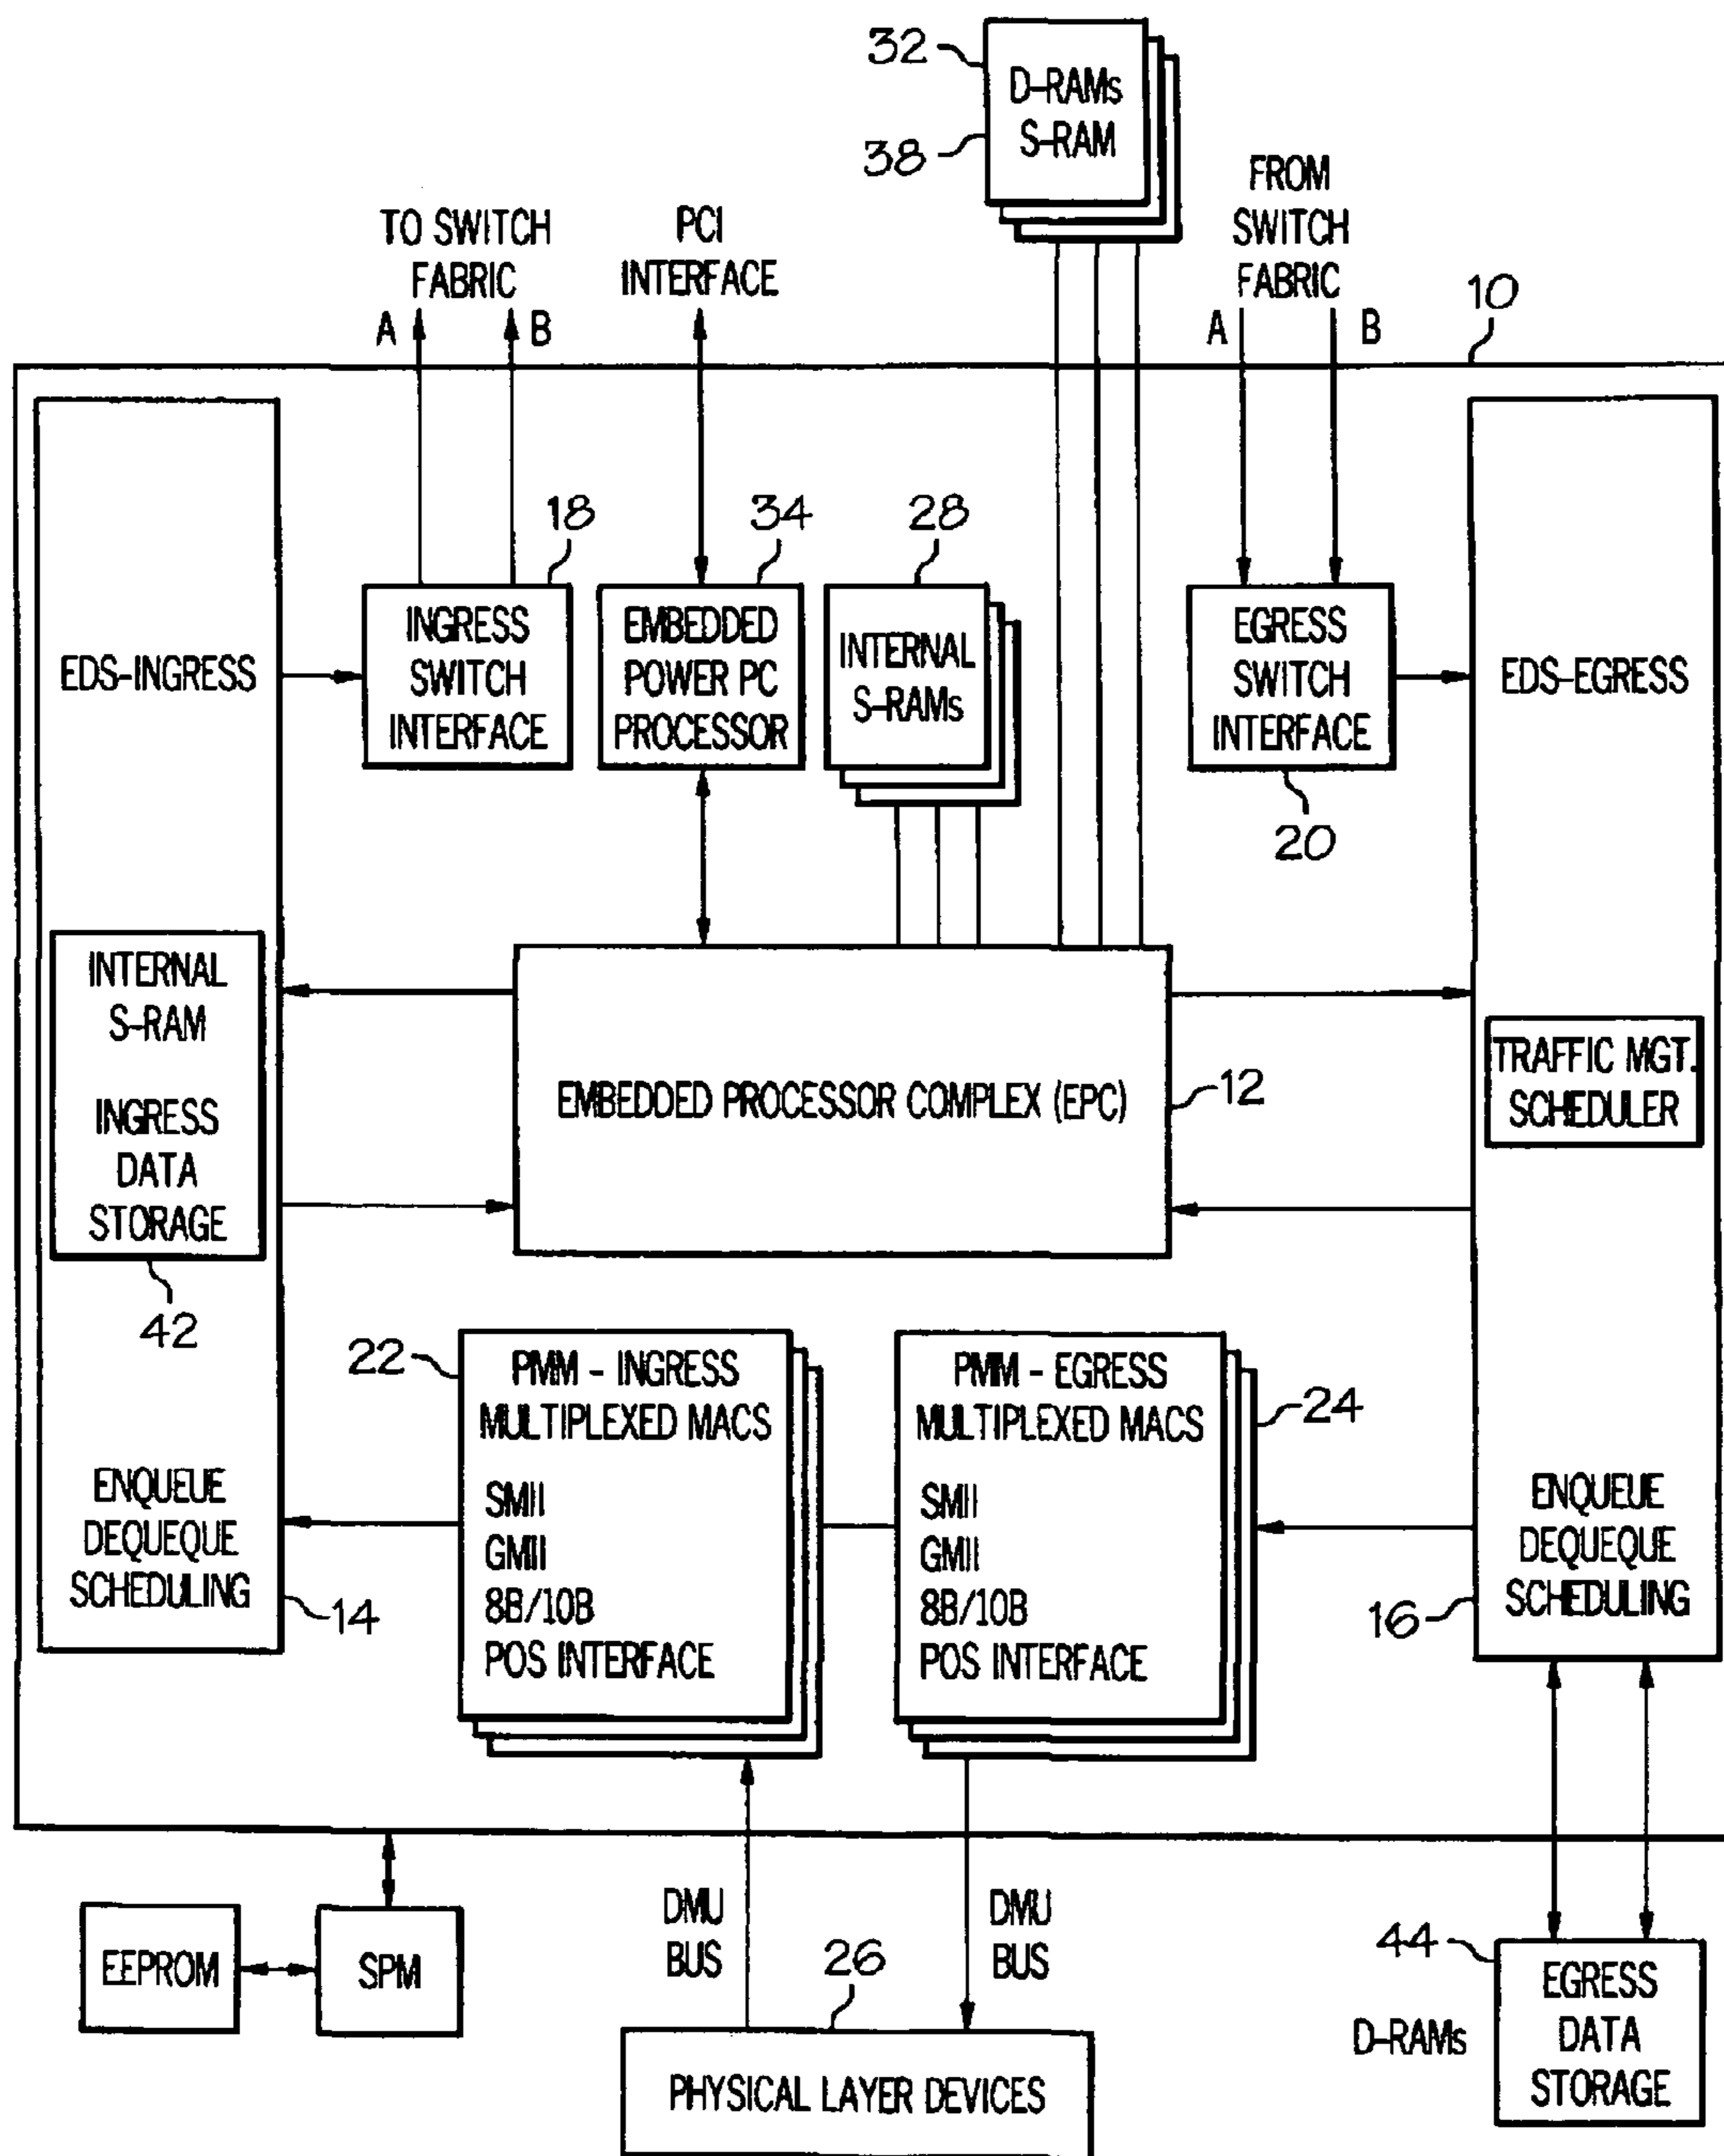 32
D-RAMs
S-RAM
38
TO SWITCH
FABRIC
A
B
PCI
INTERFACE
FROM
SWITCH
FABRIC
A
B
10
EDS-INGRESS
18
INGRESS
SWITCH
INTERFACE
34
EMBEDDED
POWER PC
PROCESSOR
28
INTERNAL
S-RAMs
EGRESS
SWITCH
INTERFACE
20
EDS-EGRESS
INTERNAL
S-RAM
INGRESS
DATA
STORAGE
42
EMBEDDED PROCESSOR COMPLEX (EPC)
12
TRAFFIC MGT.
SCHEDULER
ENQUEUE
DEQUEQUE
SCHEDULING
14
22
PMM - INGRESS
MULTIPLEXED MACS
SMII
GMII
8B/10B
POS INTERFACE
PMM - EGRESS
MULTIPLEXED MACS
SMII
GMII
8B/10B
POS INTERFACE
24
ENQUEUE
DEQUEQUE
SCHEDULING
16
EEPROM
SPM
DMU
BUS
DMU
BUS
26
PHYSICAL LAYER DEVICES
44
D-RAMs
EGRESS
DATA
STORAGE